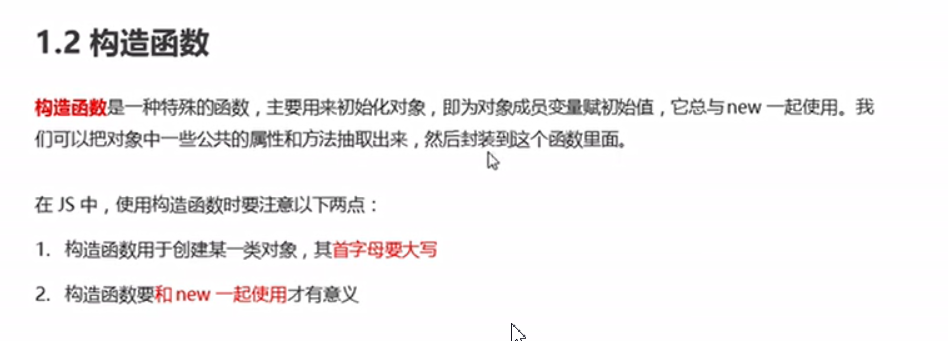 1.2 构造函数
构造函数是一种特殊的函数，主要用来初始化对象，即为对象成员变量赋初始值，它总与 new 一起使用。我
们可以把对象中一些公共的属性和方法抽取出来，然后封装到这个函数里面。
在 JS 中，使用构造函数时要注意以下两点：
1. 构造函数用于创建某一类对象，其首字母要大写
2. 构造函数要和 new 一起使用才有意义